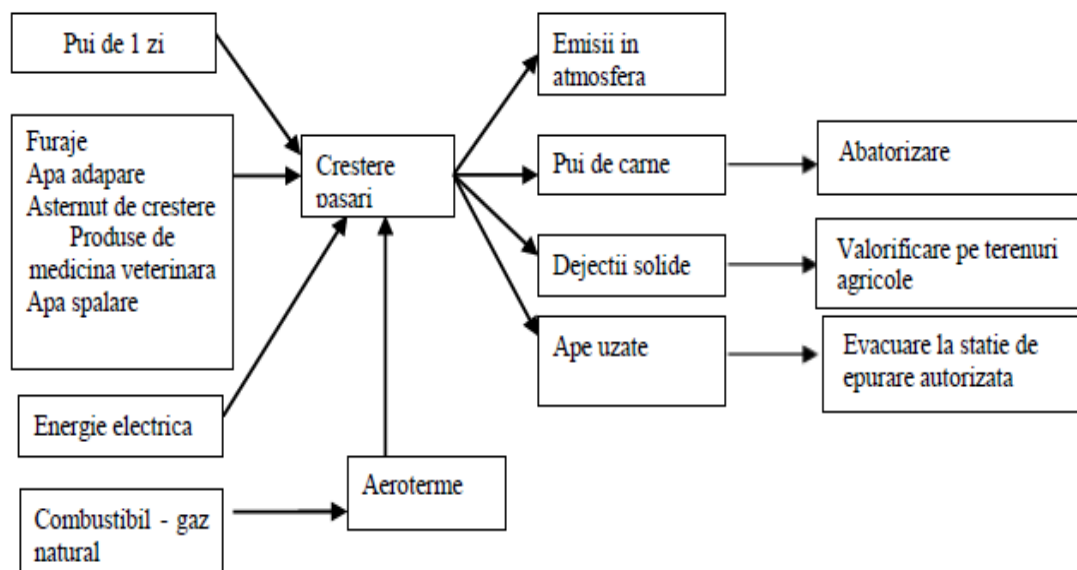 Pui de 1 zi
Furaje
Apa adapare
Asternut de crestere
Produse de
medicina veterinara
Apa spalare
Energie electrica
Combustibil - gaz
natural
Aeroterme
Crestere
pasari
Emisii in
atmosfera
Pui de carne
Dejectii solide
Ape uzate
Abatorizare
Valorificare pe terenuri
agricole
Evacuare la statie de
epurare autorizata